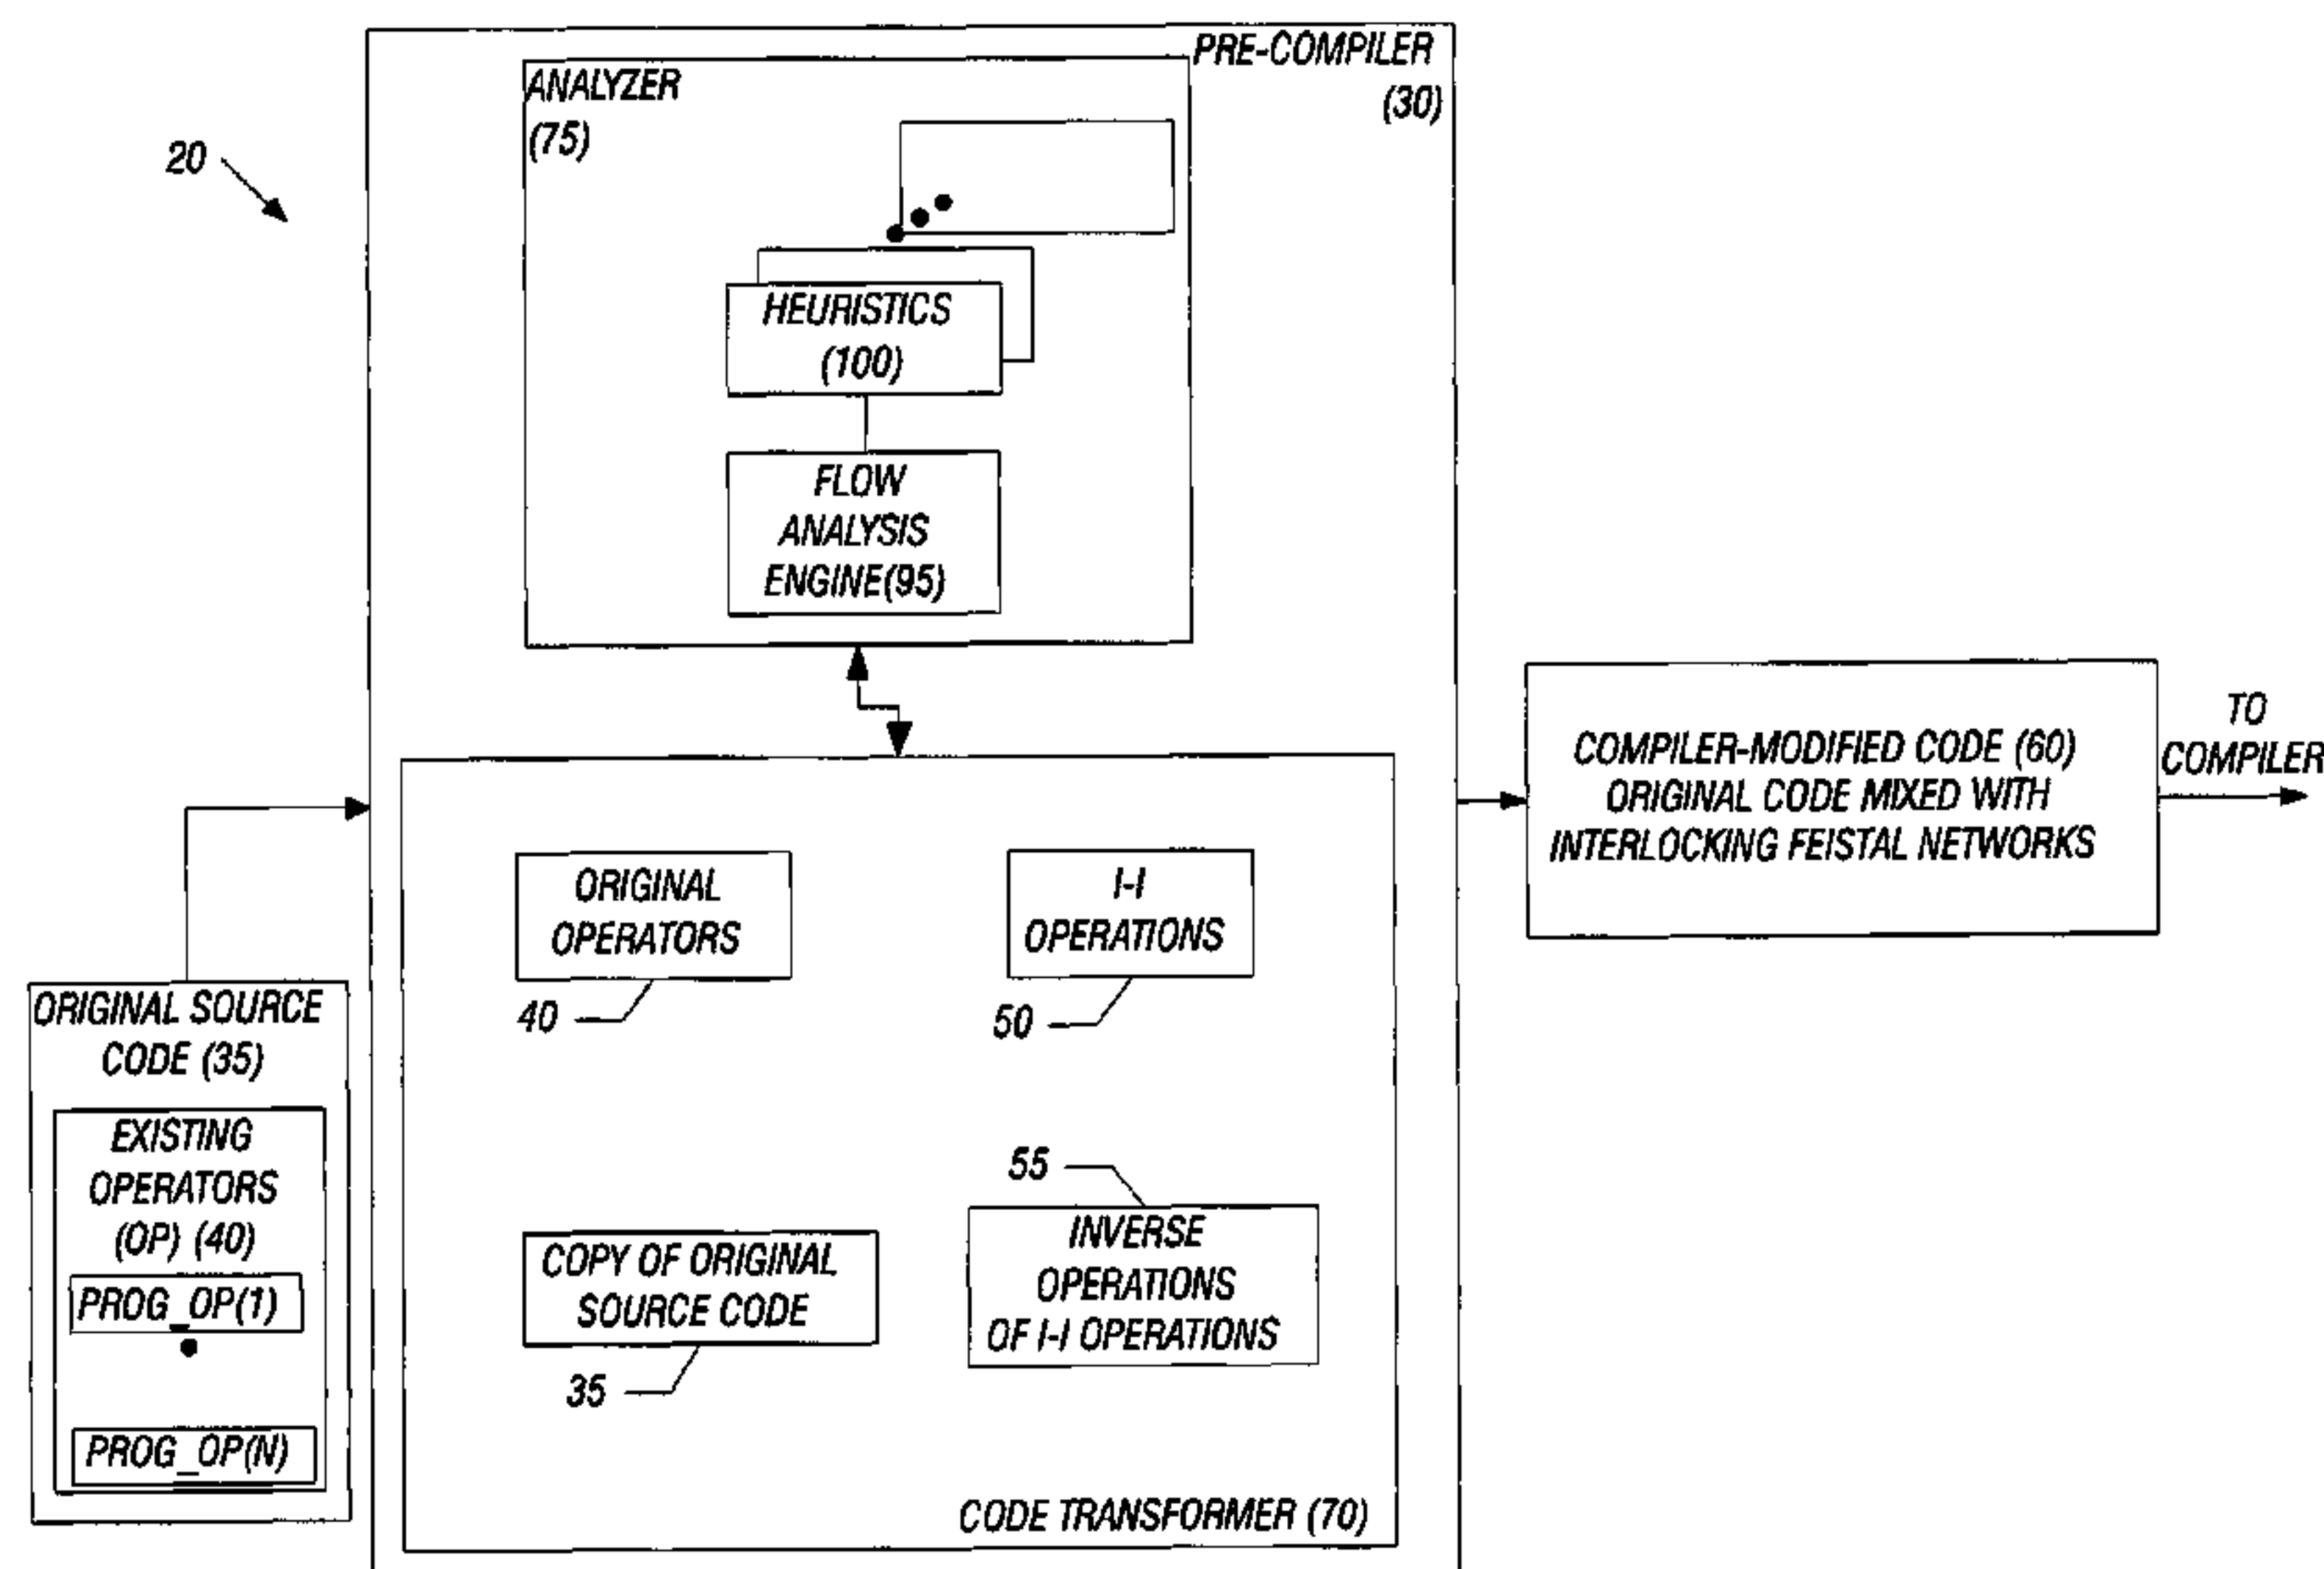 PRE-COMPILER
(30)
ANALYZER
(75)
20
HEURISTICS
(100)
FLOW
ANALYSIS
ENGINE(95)
COMPILER-MODIFIED CODE (60)
ORIGINAL CODE MIXED WITH
INTERLOCKING FEISTAL NETWORKS
TO
COMPILER
ORIGINAL
OPERATORS
40
I-I
OPERATIONS
50
ORIGINAL SOURCE
CODE (35)
EXISTING
OPERATORS
(OP) (40)
PROG_OP(1)
PROG_OP(N)
COPY OF ORIGINAL
SOURCE CODE
35
55
INVERSE
OPERATIONS
OF I-I OPERATIONS
CODE TRANSFORMER (70)